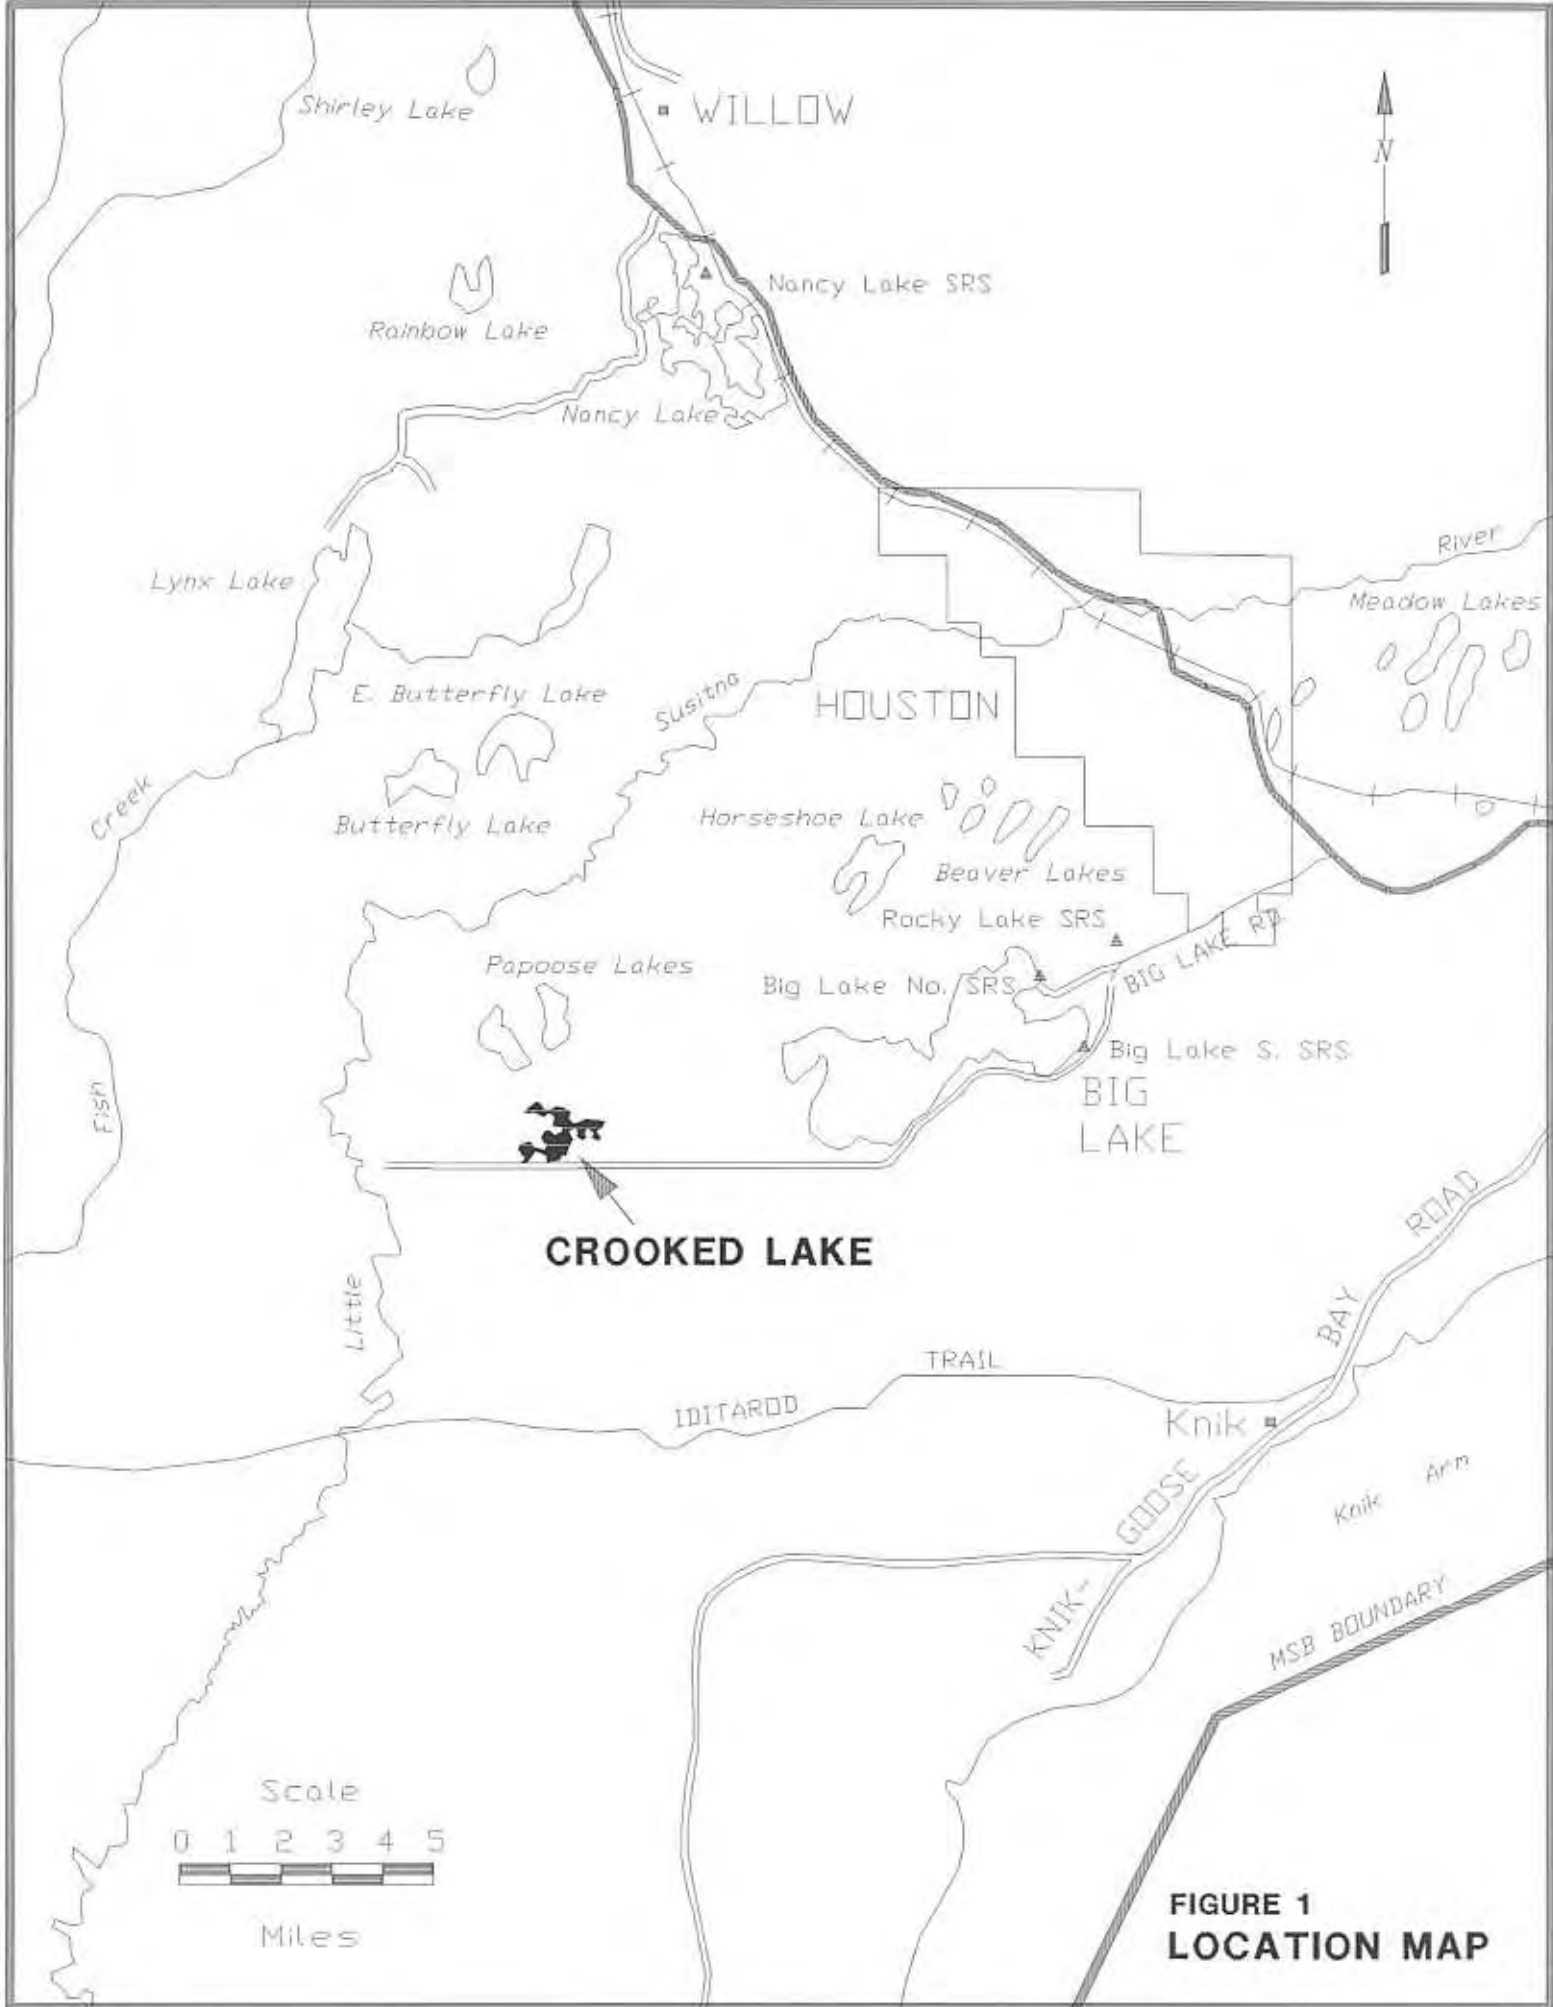 Shirley Lake
WILLOW
N
Nancy Lake SRS
Rainbow Lake
Nancy Lake
River
Lynx Lake
Meadow Lakes
E. Butterfly Lake
Susitna
HOUSTON
Creek
Butterfly Lake
Horseshoe Lake
Beaver Lakes
Rocky Lake SRS
BIG LAKE RD.
Papoose Lakes
Big Lake No. SRS
Big Lake S. SRS
Fish
BIG
LAKE
ROAD
CROOKED LAKE
Little
BAY
TRAIL
IDITAROD
Knik
GOOSE
Knik Arm
KNIK-
MSB BOUNDARY
Scale
0 1 2 3 4 5
Miles
FIGURE 1
LOCATION MAP